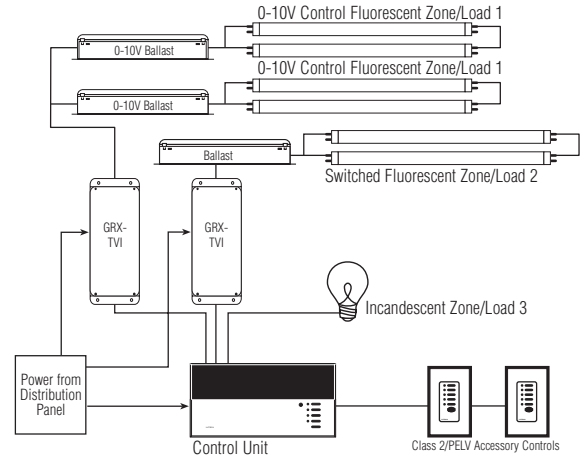 0-10V Control Fluorescent Zone/Load 1
0-10V Ballast
0-10V Control Fluorescent Zone/Load 1
0-10V Ballast
Ballast
Switched Fluorescent Zone/Load 2
GRX-
TVI
GRX-
TVI
Incandescent Zone/Load 3
Power from
Distribution
Panel
Control Unit
Class 2/PELV Accessory Controls